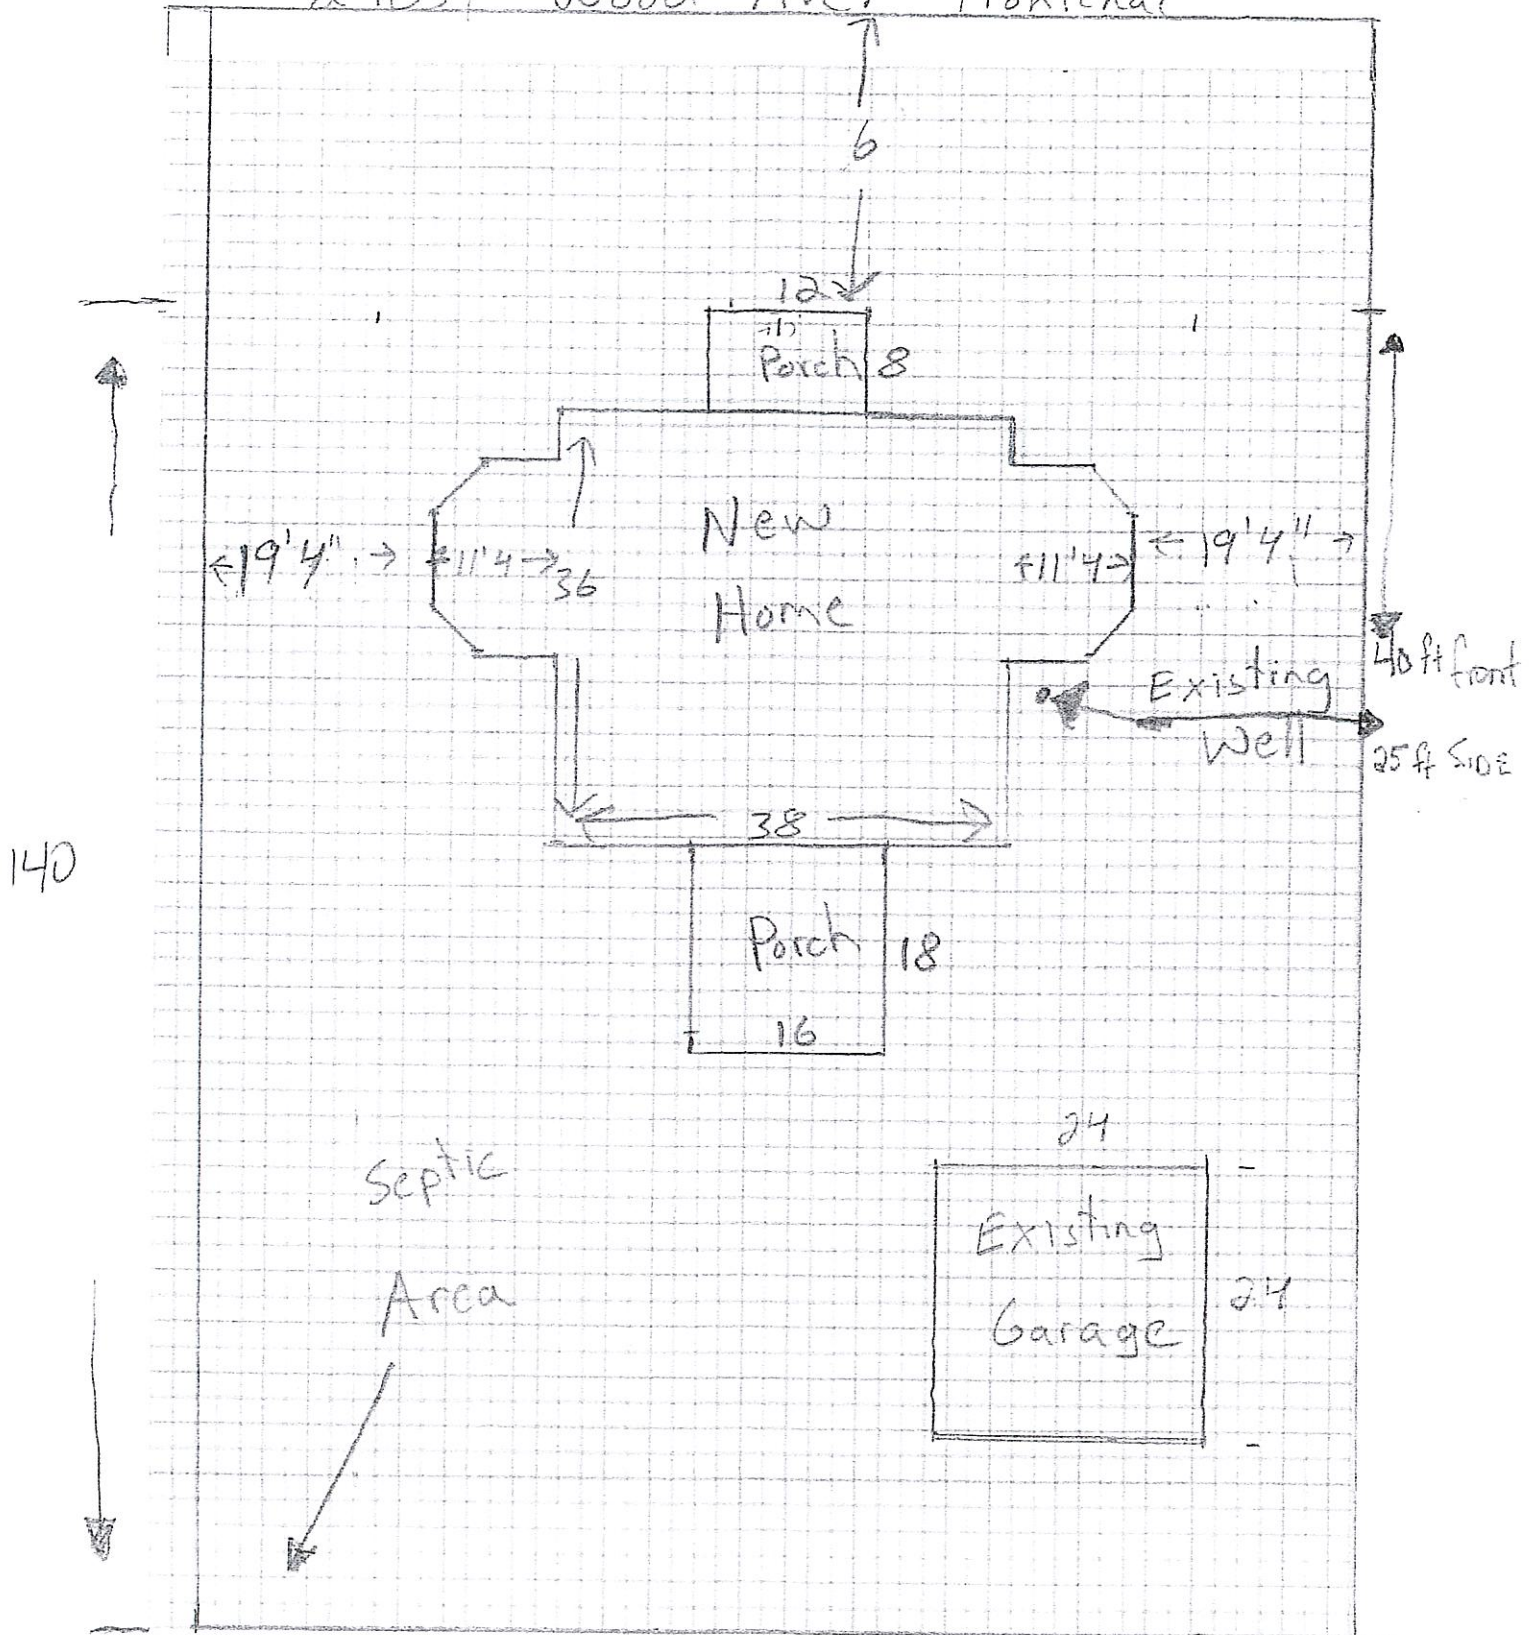 6
12
Porch 8
New
Home
19'4"
11'4
36
11'4
19'4"
40 ft front
Existing
Well
25 ft SIDE
38
140
Porch 18
16
Septic
Area
24
Existing
Garage
24